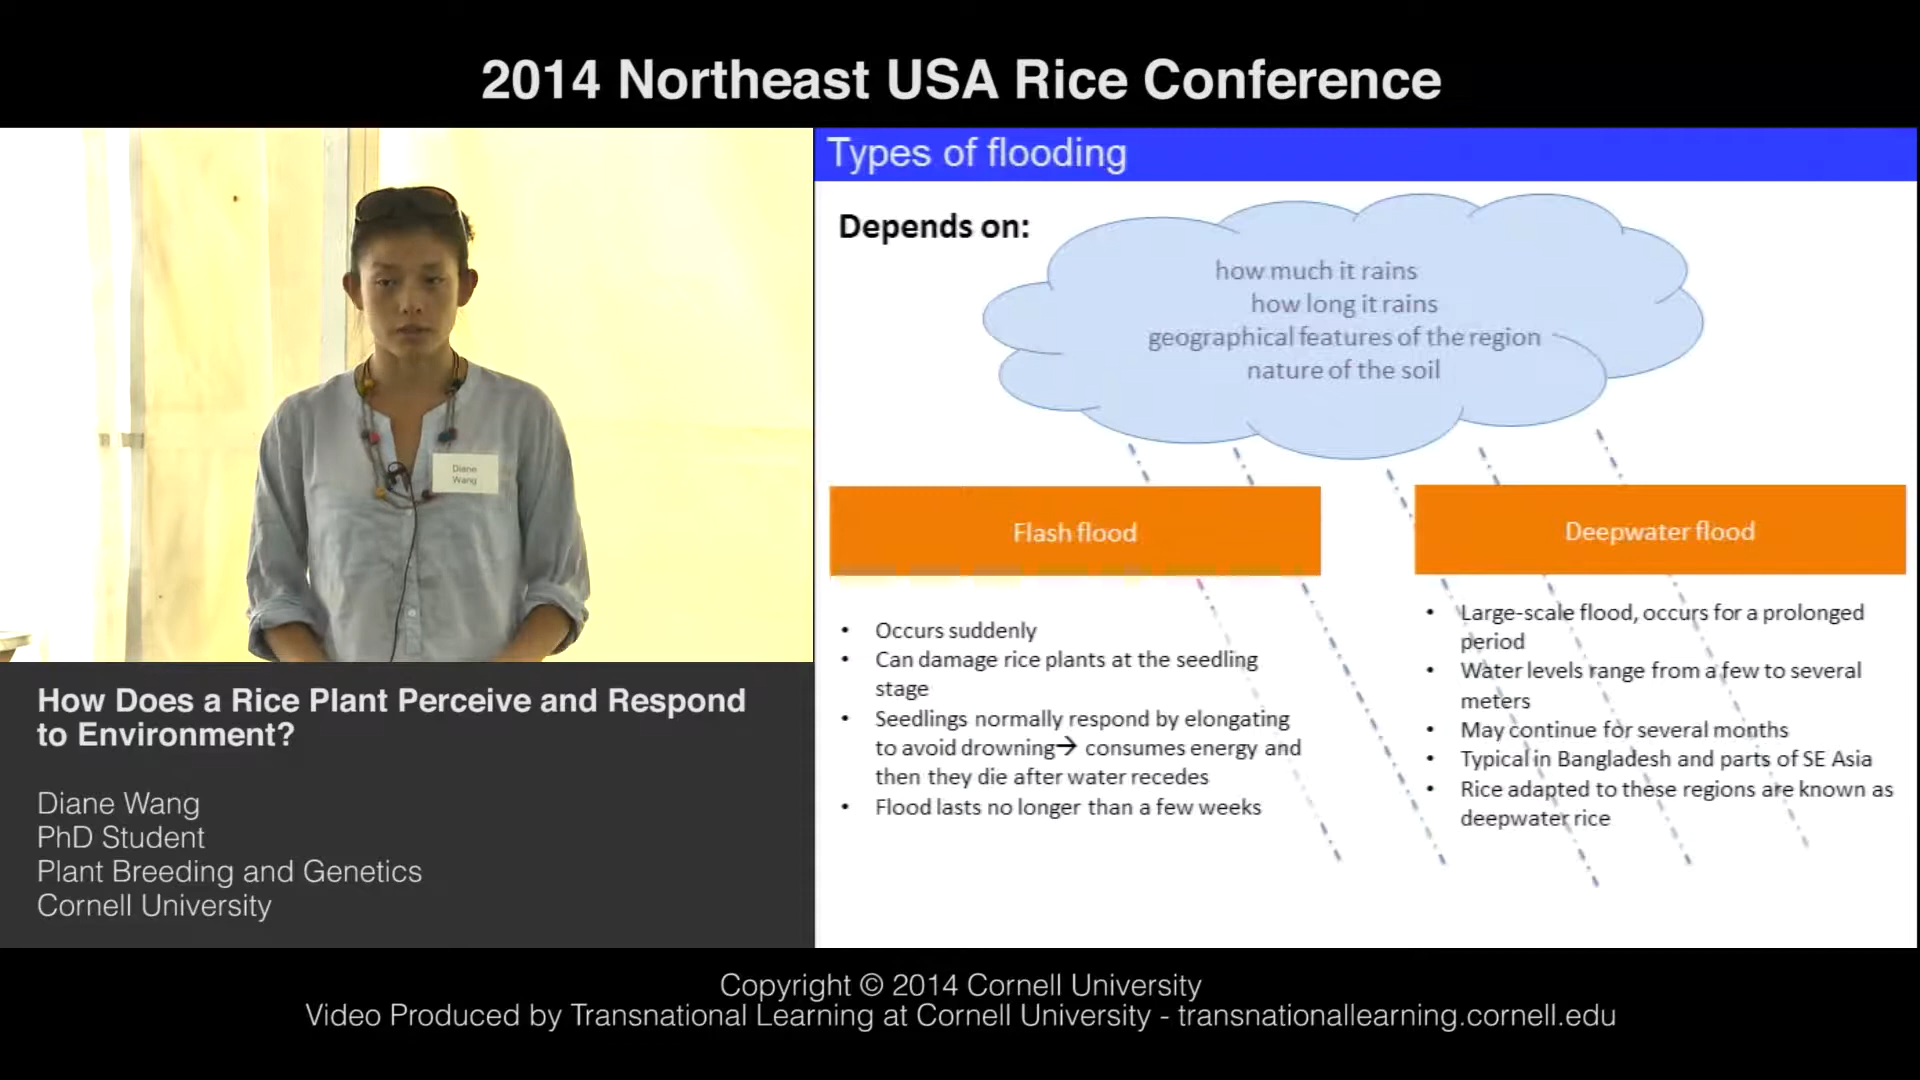 2014 Northeast USA Rice Conference
Diane
Wang
How Does a Rice Plant Perceive and Respond
to Environment?
Diane Wang
PhD Student
Plant Breeding and Genetics
Cornell University
Types of flooding
Depends on:
how much it rains
how long it rains
geographical features of the region
nature of the soil
Flash flood
• Occurs suddenly
• Can damage rice plants at the seedling
stage
• Seedlings normally respond by elongating
to avoid drowning→ consumes energy and
then they die after water recedes
• Flood lasts no longer than a few weeks
Deepwater flood
• Large-scale flood, occurs for a prolonged
period
• Water levels range from a few to several
meters
• May continue for several months
• Typical in Bangladesh and parts of SE Asia
• Rice adapted to these regions are known as
deepwater rice
Copyright © 2014 Cornell University
Video Produced by Transnational Learning at Cornell University - transnationallearning.cornell.edu